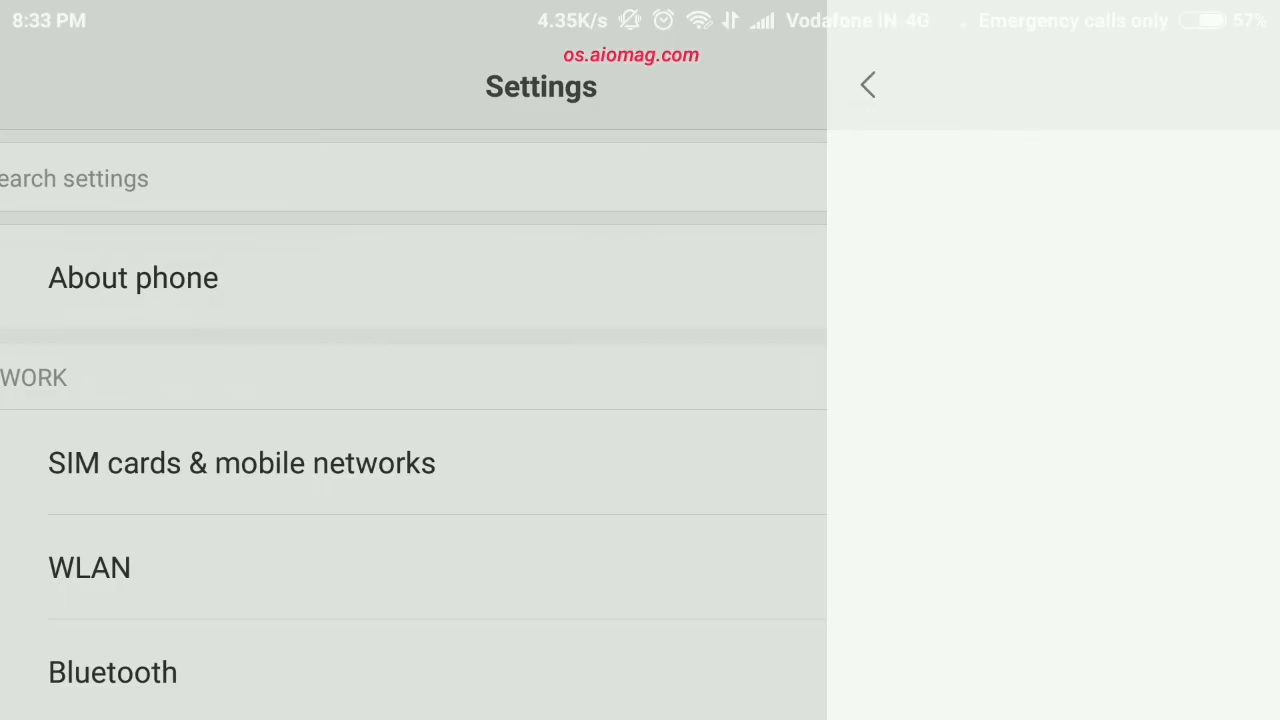 8:33 PM 4.35K/s Vodafone IN 4G Emergency calls only 57%
os.aiomag.com
Settings
earch settings
About phone
WORK
SIM cards & mobile networks
WLAN
Bluetooth